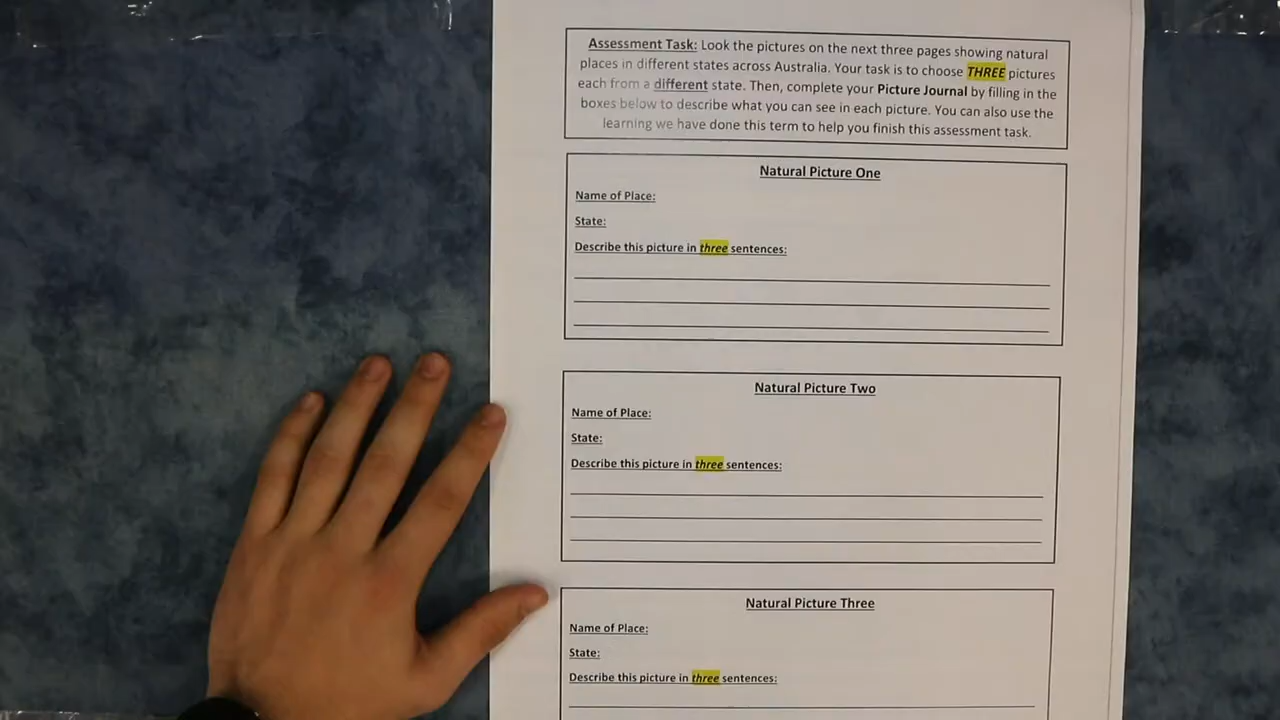 Assessment Task: Look the pictures on the next three pages showing natural
places in different states across Australia. Your task is to choose THREE pictures
each from a different state. Then, complete your Picture Journal by filling in the
boxes below to describe what you can see in each picture. You can also use the
learning we have done this term to help you finish this assessment task.
Natural Picture One
Name of Place:
State:
Describe this picture in three sentences:
Natural Picture Two
Name of Place:
State:
Describe this picture in three sentences:
Natural Picture Three
Name of Place:
State:
Describe this picture in three sentences: